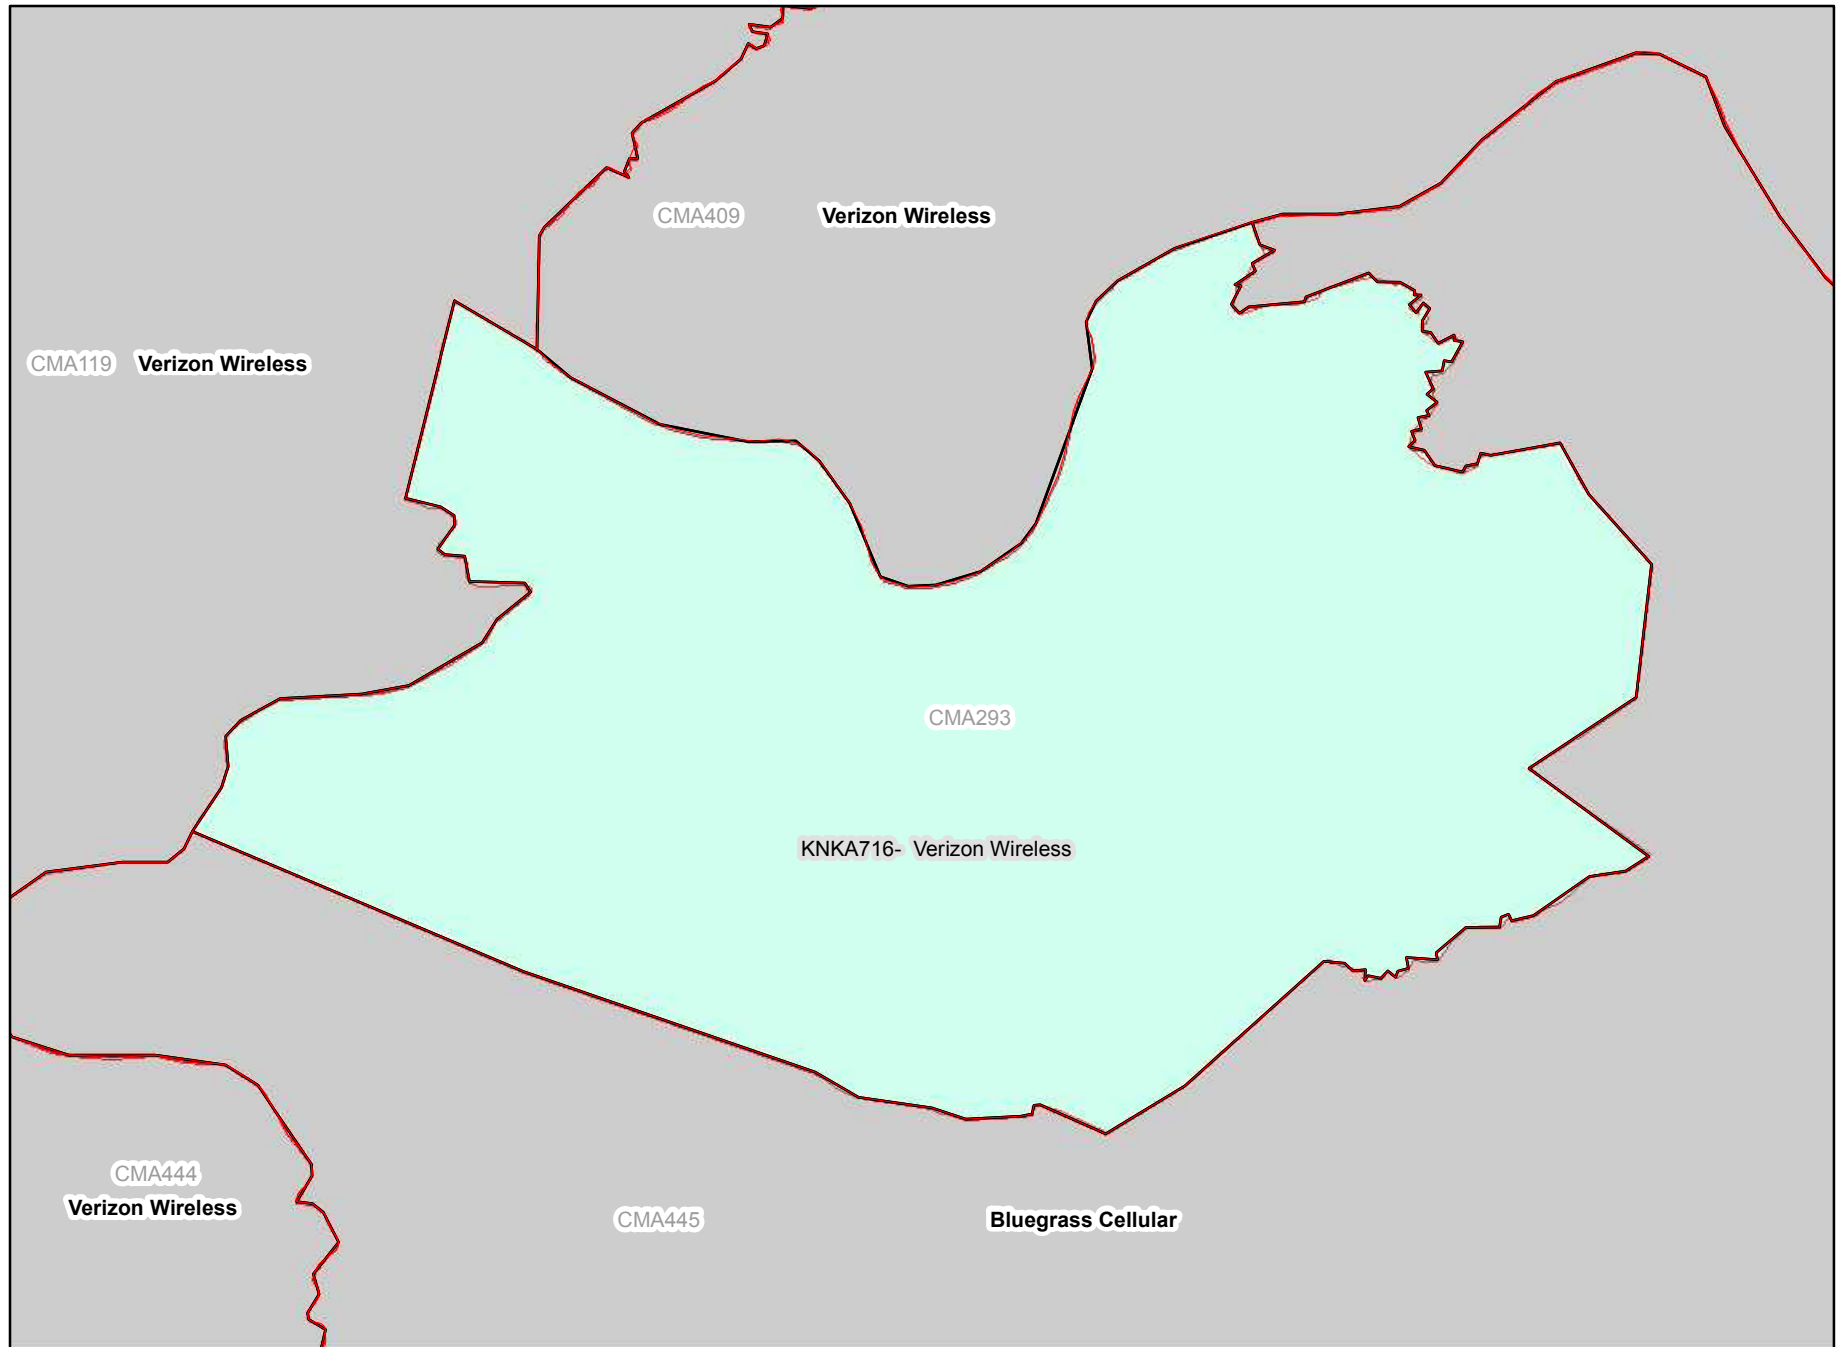 CMA409 Verizon Wireless
CMA119 Verizon Wireless
CMA293
KNKA716- Verizon Wireless
CMA444
Verizon Wireless
CMA445 Bluegrass Cellular